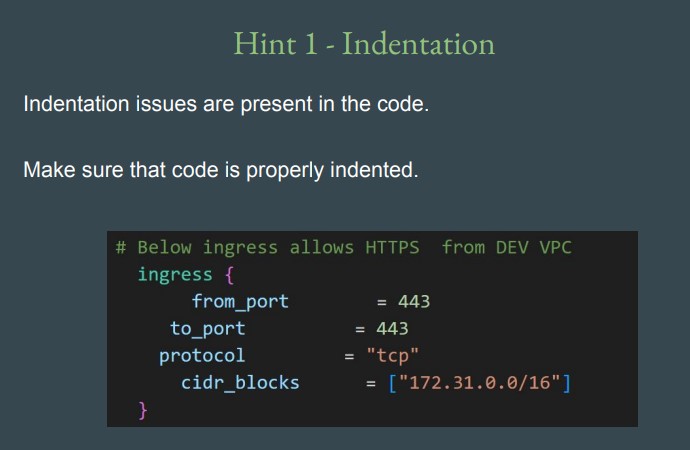 Hint 1 - Indentation
Indentation issues are present in the code.
Make sure that code is properly indented.
# Below ingress allows HTTPS  from DEV VPC
  ingress {
       from_port        = 443
     to_port          = 443
    protocol         = "tcp"
      cidr_blocks      = ["172.31.0.0/16"]
  }